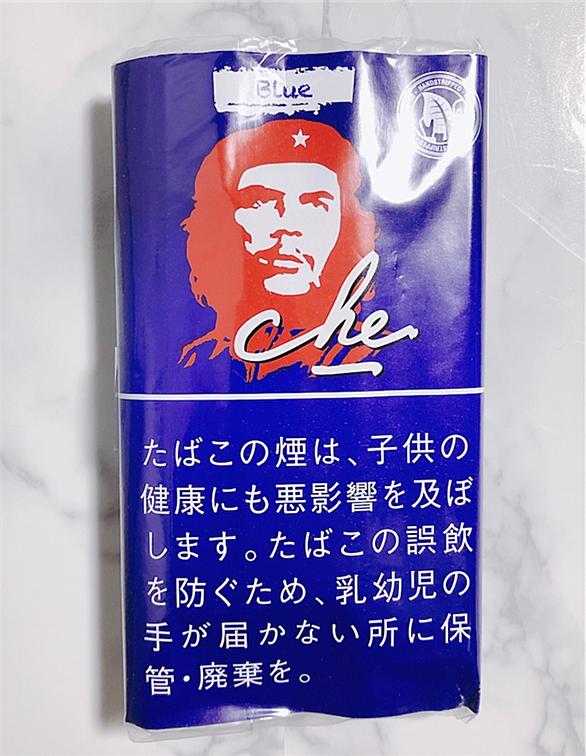 Blue
HANDSTRIPPED
che
たばこの煙は、子供の
健康にも悪影響を及ぼ
します。たばこの誤飲
を防ぐため、乳幼児の
手が届かない所に保
管・廃棄を。